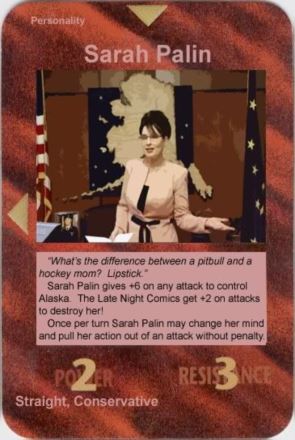 Personality
Sarah Palin
"What's the difference between a pitbull and a
hockey mom?  Lipstick."
Sarah Palin gives +6 on any attack to control
Alaska.  The Late Night Comics get +2 on attacks
to destroy her!
Once per turn Sarah Palin may change her mind
and pull her action out of an attack without penalty.
POWER 2 RESISTANCE 3
Straight, Conservative